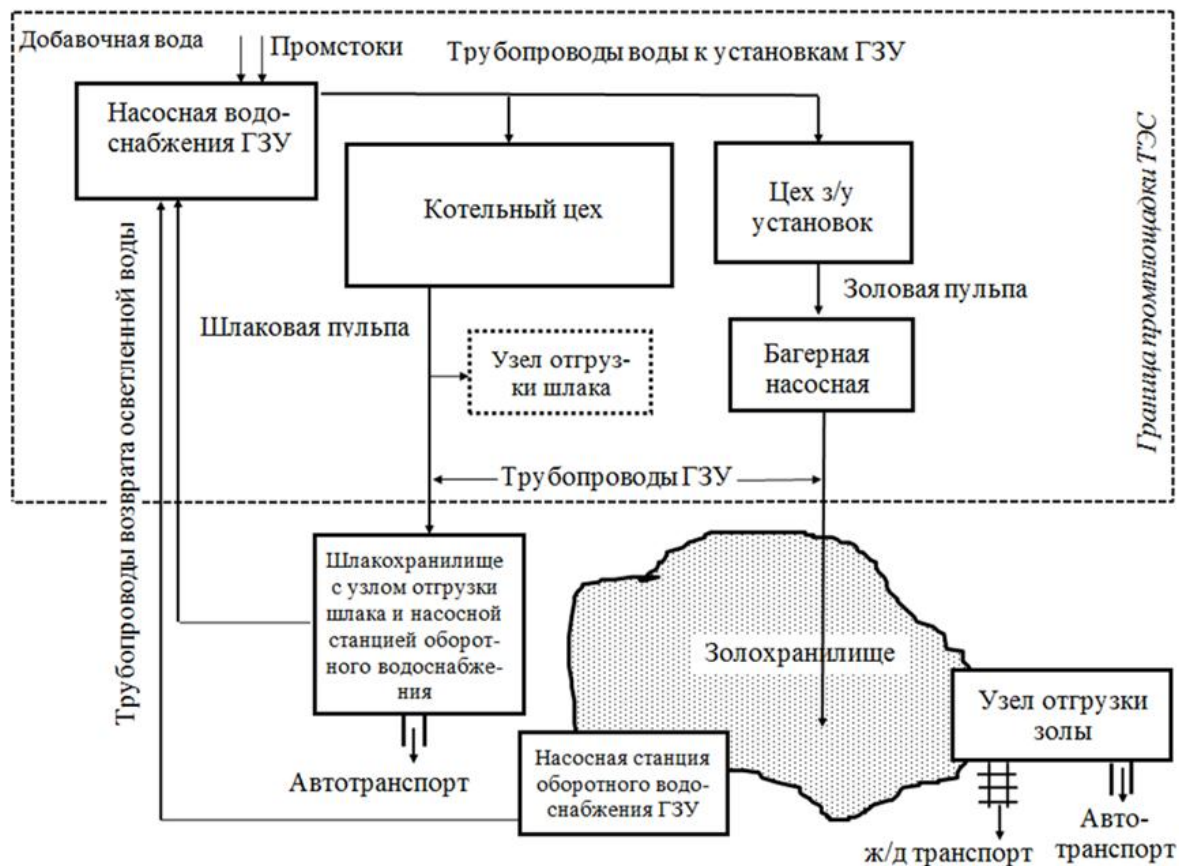 Добавочная вода
Промстоки
Трубопроводы воды к установкам ГЗУ
Насосная водо-
снабжения ГЗУ
Котельный цех
Цех з/у
установок
Граница промплощадки ТЭС
Трубопроводы возврата осветленной воды
Шлаковая пульпа
Золовая пульпа
Узел отгруз-
ки шлака
Багерная
насосная
Трубопроводы ГЗУ
Шлакохранилище
с узлом отгрузки
шлака и насосной
станцией оборот-
ного водоснабже-
ния
Золохранилище
Узел отгрузки
золы
Автотранспорт
Насосная станция
оборотного водо-
снабжения ГЗУ
ж/д транспорт
Авто-
транспорт